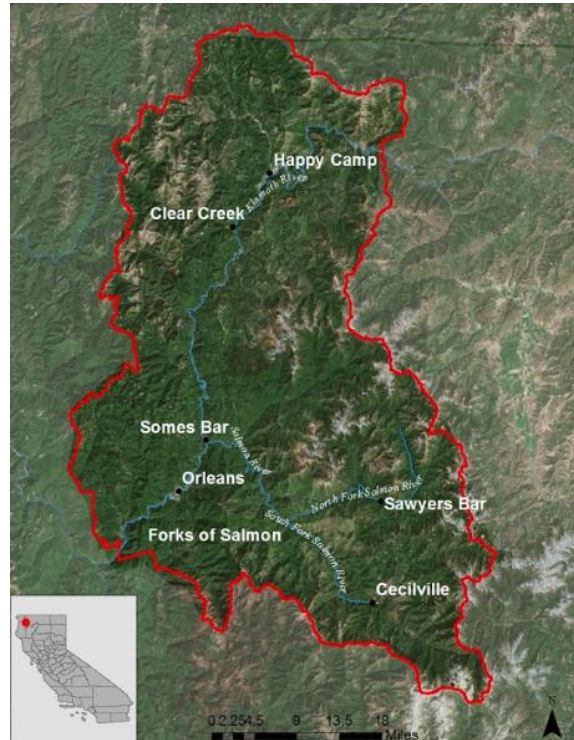 Happy Camp
Klamath River
Clear Creek
Somes Bar
Salmon River
Orleans
North Fork Salmon River
Sawyers Bar
Forks of Salmon
South Fork Salmon River
Cecilville
N
0 2.25 4.5 9 13.5 18
Miles